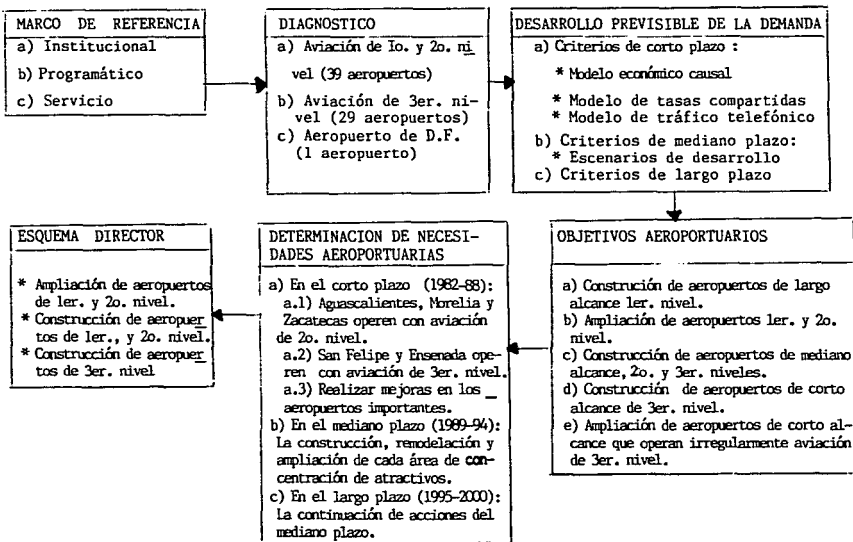 MARCO DE REFERENCIA
a) Institucional
b) Programático
c) Servicio
DIAGNOSTICO
a) Aviación de Io. y 2o. ni
vel (39 aeropuertos)
b) Aviación de 3er. ni-
vel (29 aeropuertos)
c) Aeropuerto de D.F.
(1 aeropuerto)
DESARROLLO PREVISIBLE DE LA DEMANDA
a) Criterios de corto plazo :
* Modelo económico causal
* Modelo de tasas compartidas
* Modelo de tráfico telefónico
b) Criterios de mediano plazo:
* Escenarios de desarrollo
c) Criterios de largo plazo
OBJETIVOS AEROPORTUARIOS
a) Construción de aeropuertos de largo
alcance 1er. nivel.
b) Ampliación de aeropuertos 1er. y 2o.
nivel.
c) Construcción de aeropuertos de mediano
alcance, 2o. y 3er. niveles.
d) Construcción de aeropuertos de corto
alcance de 3er. nivel.
e) Ampliación de aeropuertos de corto al-
cance que operan irregularmente aviación
de 3er. nivel.
DETERMINACION DE NECESI-
DADES AEROPORTUARIAS
a) En el corto plazo (1982-88):
a.1) Aguascalientes, Morelia y
Zacatecas operen con aviación
de 2o. nivel.
a.2) San Felipe y Ensenada ope-
ren con aviación de 3er. nivel.
a.3) Realizar mejoras en los _
aeropuertos importantes.
b) En el mediano plazo (1989-94):
La construcción, remodelación y
ampliación de cada área de con-
centración de atractivos.
c) En el largo plazo (1995-2000):
La continuación de acciones del
mediano plazo.
ESQUEMA DIRECTOR
* Ampliación de aeropuertos
de 1er. y 2o. nivel.
* Construcción de aeropuer
tos de 1er., y 2o. nivel.
* Construcción de aeropuer
tos de 3er. nivel